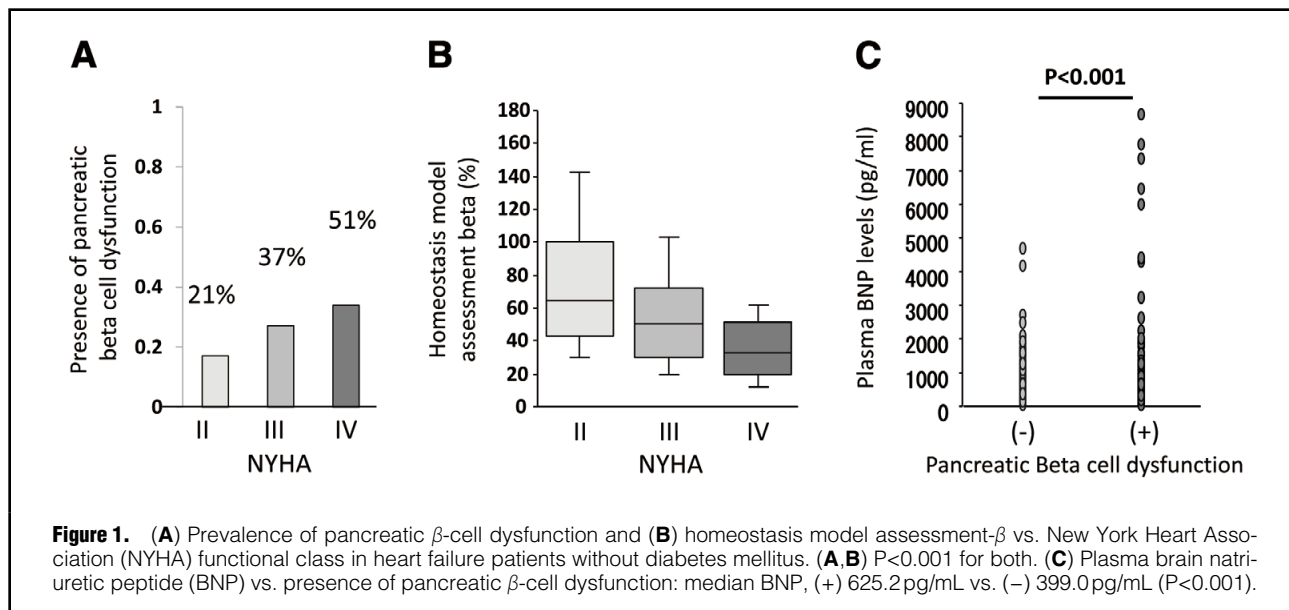 A
Presence of pancreatic
beta cell dysfunction
1
0.8
0.6
0.4
0.2
0
21%
37%
51%
II III IV
NYHA
B
Homeostasis model
assessment beta (%)
180
160
140
120
100
80
60
40
20
0
II III IV
NYHA
C
P<0.001
Plasma BNP levels (pg/ml)
9000
8000
7000
6000
5000
4000
3000
2000
1000
0
(-) (+)
Pancreatic Beta cell dysfunction
Figure 1. (A) Prevalence of pancreatic β-cell dysfunction and (B) homeostasis model assessment-β vs. New York Heart Asso-
ciation (NYHA) functional class in heart failure patients without diabetes mellitus. (A,B) P<0.001 for both. (C) Plasma brain natri-
uretic peptide (BNP) vs. presence of pancreatic β-cell dysfunction: median BNP, (+) 625.2 pg/mL vs. (−) 399.0 pg/mL (P<0.001).